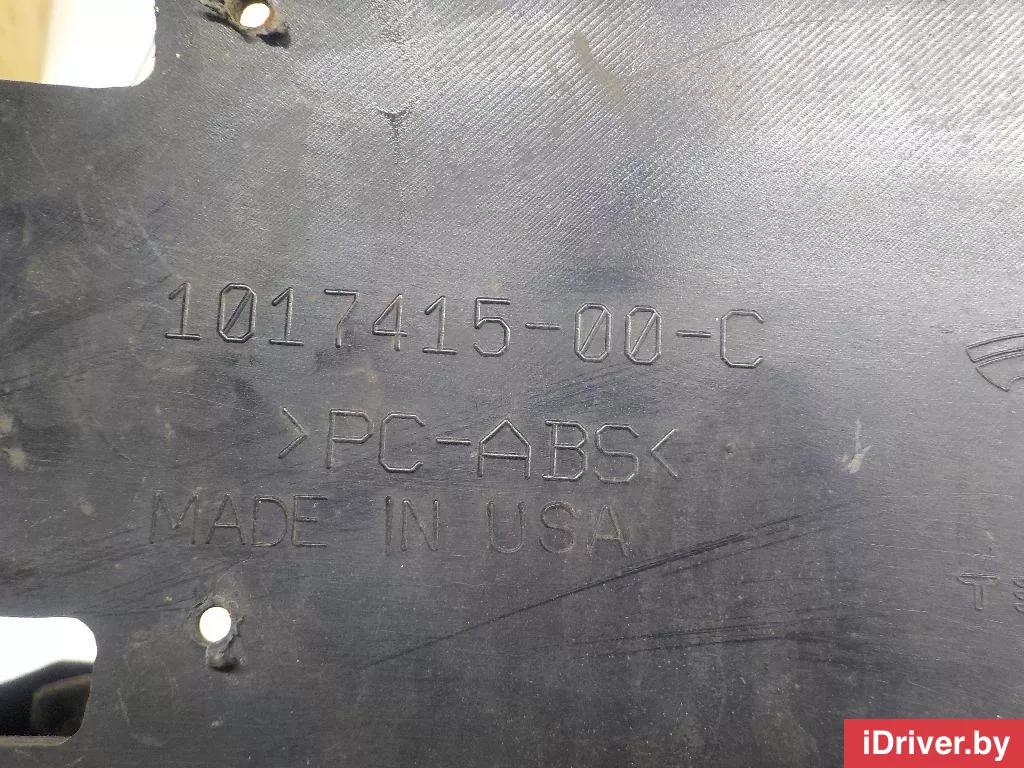 1017415-00-C
>PC-ABS<
MADE IN USA
iDriver.by